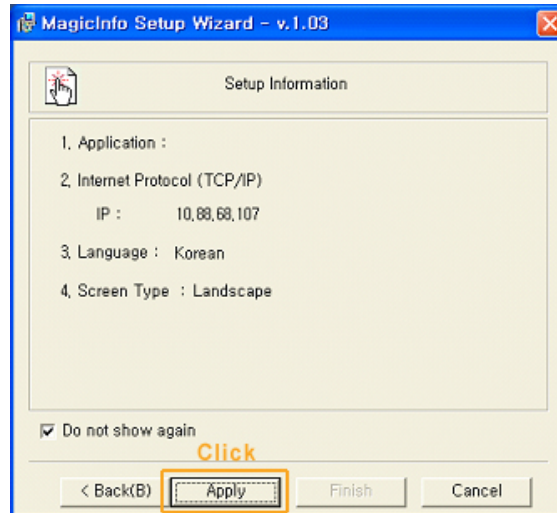 MagicInfo Setup Wizard - v.1.03
Setup Information
1, Application :
2, Internet Protocol (TCP/IP)
IP : 10,88,68,107
3, Language : Korean
4, Screen Type : Landscape
Do not show again
Click
< Back(B) Apply Finish Cancel